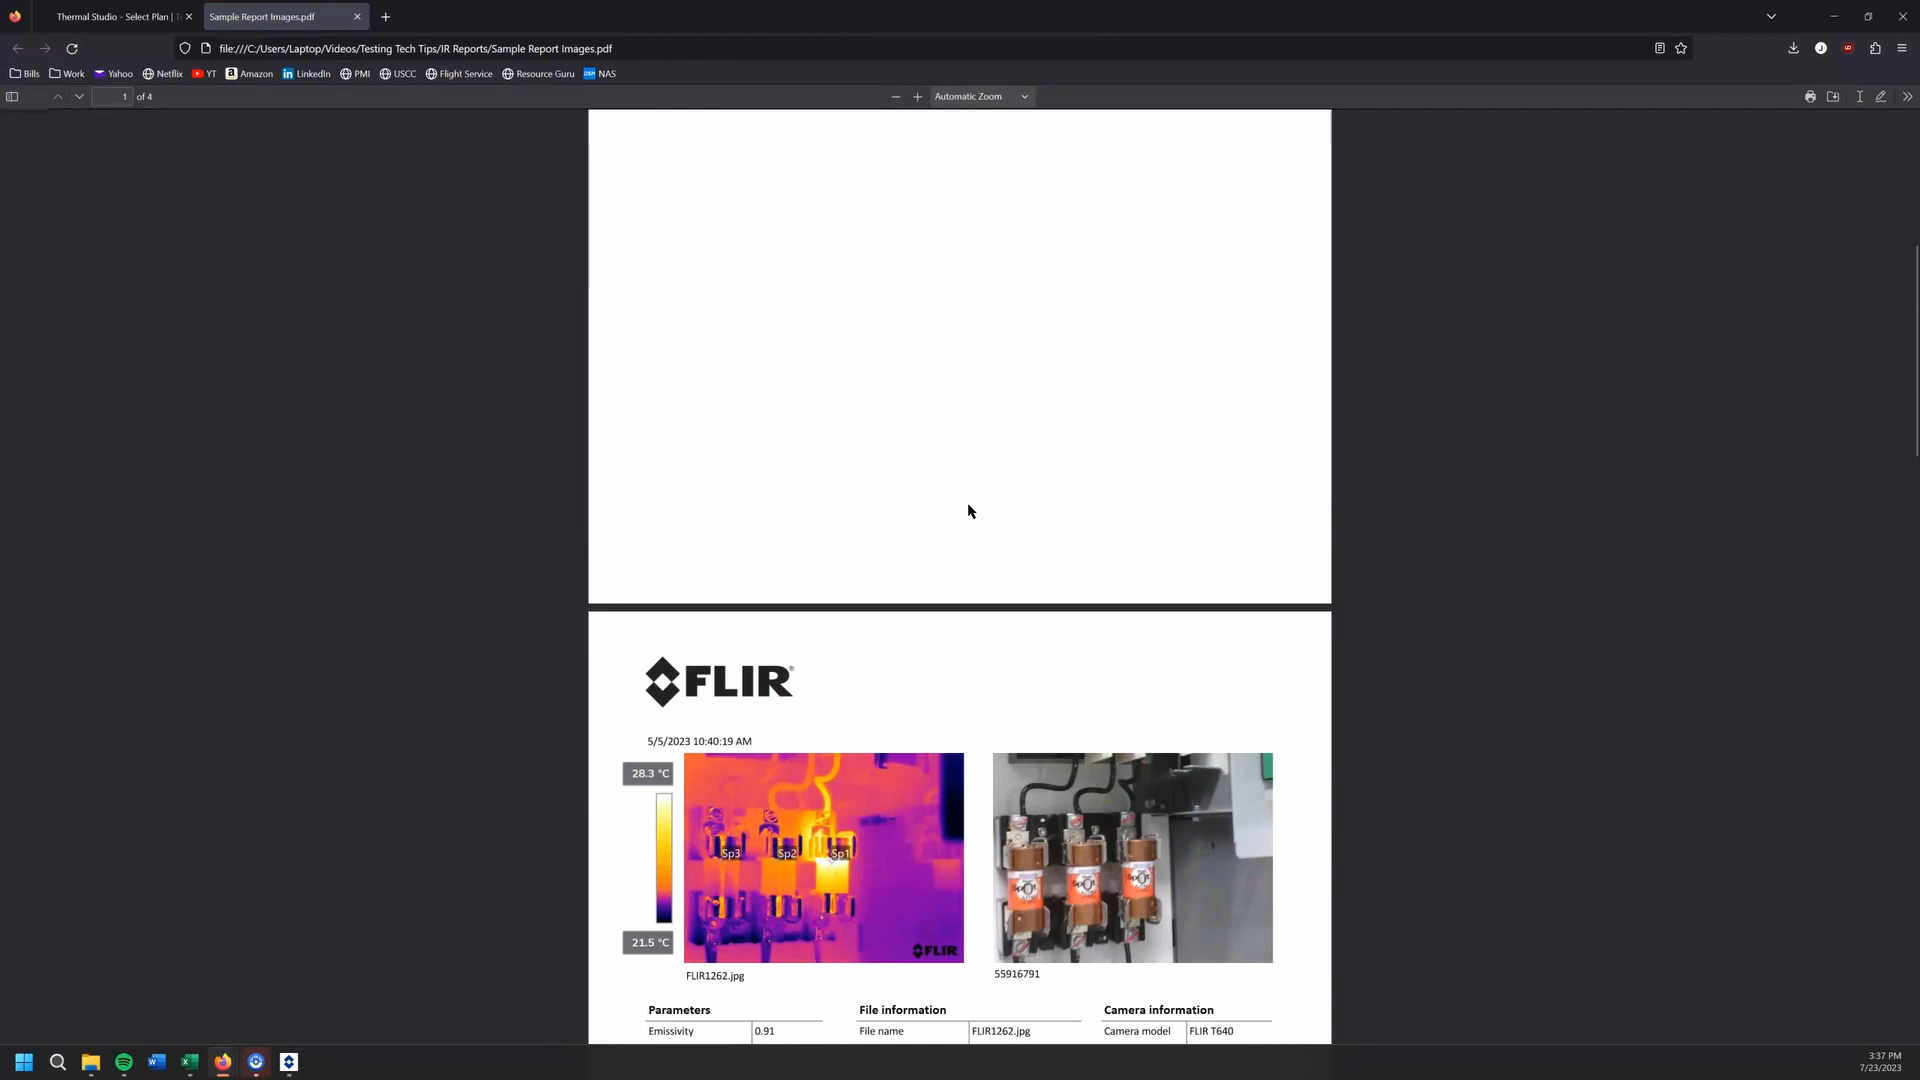 Thermal Studio - Select Plan |
Sample Report Images.pdf
file:///C:/Users/Laptop/Videos/Testing Tech Tips/IR Reports/Sample Report Images.pdf
Bills
Work
Yahoo
Netflix
YT
Amazon
LinkedIn
PMI
USCC
Flight Service
Resource Guru
DSM NAS
1 of 4
Automatic Zoom
FLIR
5/5/2023 10:40:19 AM
28.3 °C
Sp3 Sp2 Sp1
21.5 °C
FLIR
Spot
Spot
Spot
FLIR1262.jpg
55916791
Parameters
File information
Camera information
Emissivity 0.91
File name FLIR1262.jpg
Camera model FLIR T640
3:37 PM
7/23/2023